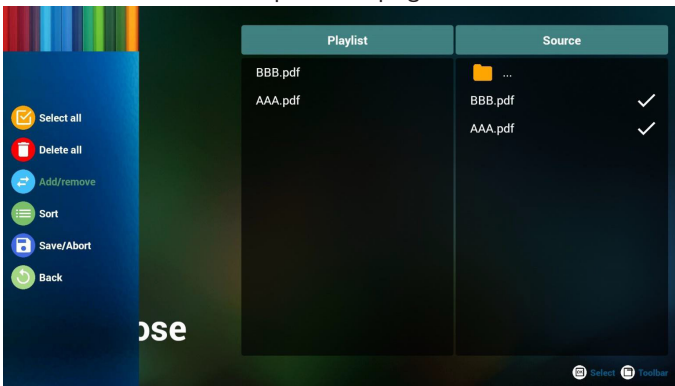 Select all
Delete all
Add/remove
Sort
Save/Abort
Back
Playlist
BBB.pdf
AAA.pdf
Source
...
BBB.pdf
AAA.pdf
ose
OK Select Toolbar